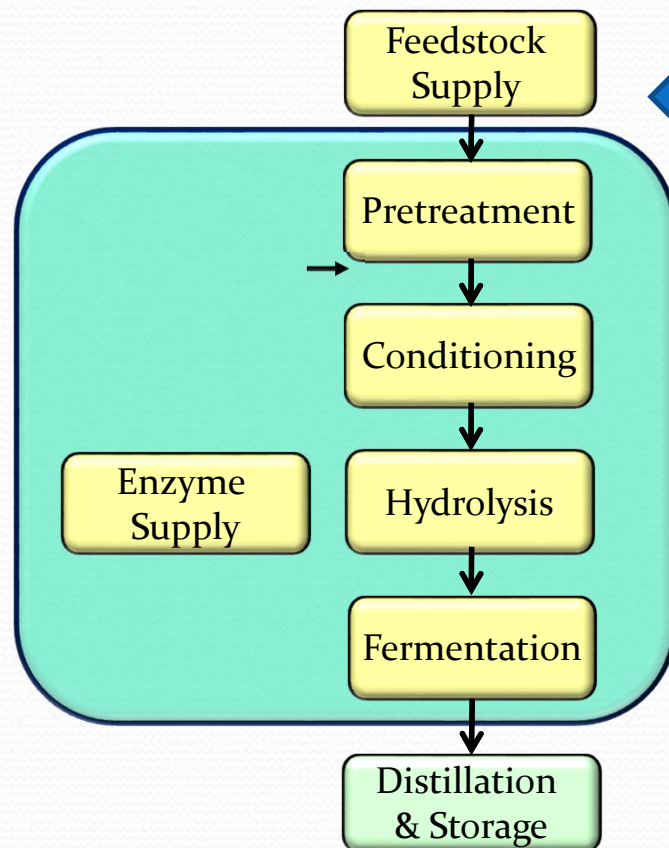 Feedstock
Supply
Pretreatment
Conditioning
Enzyme
Supply
Hydrolysis
Fermentation
Distillation
& Storage